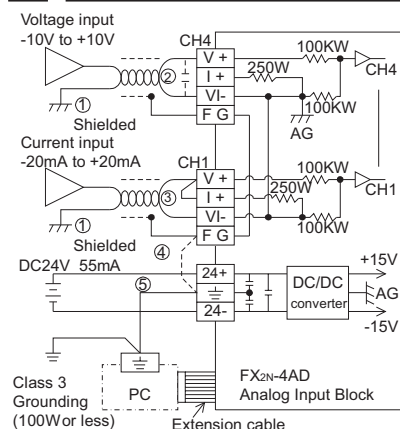 Voltage input
-10V to +10V
CH4
V +
I +
VI-
F G
②
①
Shielded
250W
100KW
100KW
CH4
AG
Current input
-20mA to +20mA
CH1
V +
I +
VI-
F G
③
①
Shielded
④
100KW
250W
100KW
CH1
DC24V 55mA
⑤
24+
24-
DC/DC
converter
+15V
AG
-15V
Class 3
Grounding
(100W or less)
PC
FX2N-4AD
Analog Input Block
Extension cable